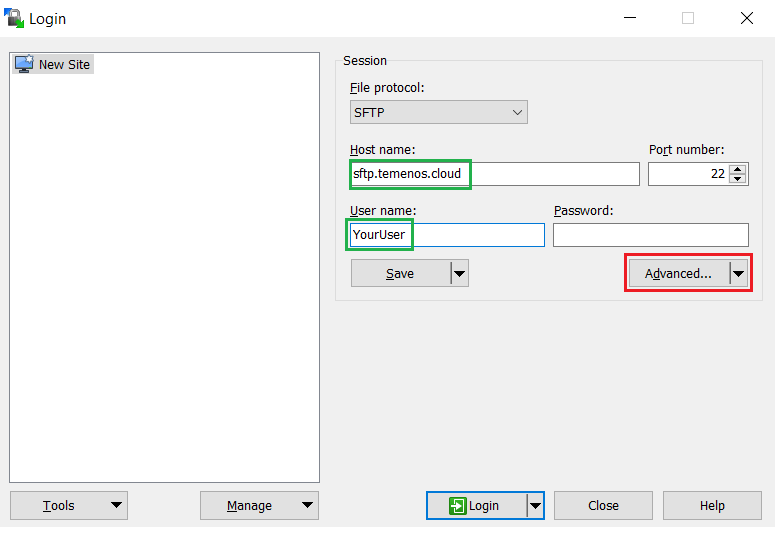 Login
New Site
Session
File protocol:
SFTP
Host name:
Port number:
sftp.temenos.cloud
22
User name:
Password:
YourUser
Save
Advanced...
Tools
Manage
Login
Close
Help